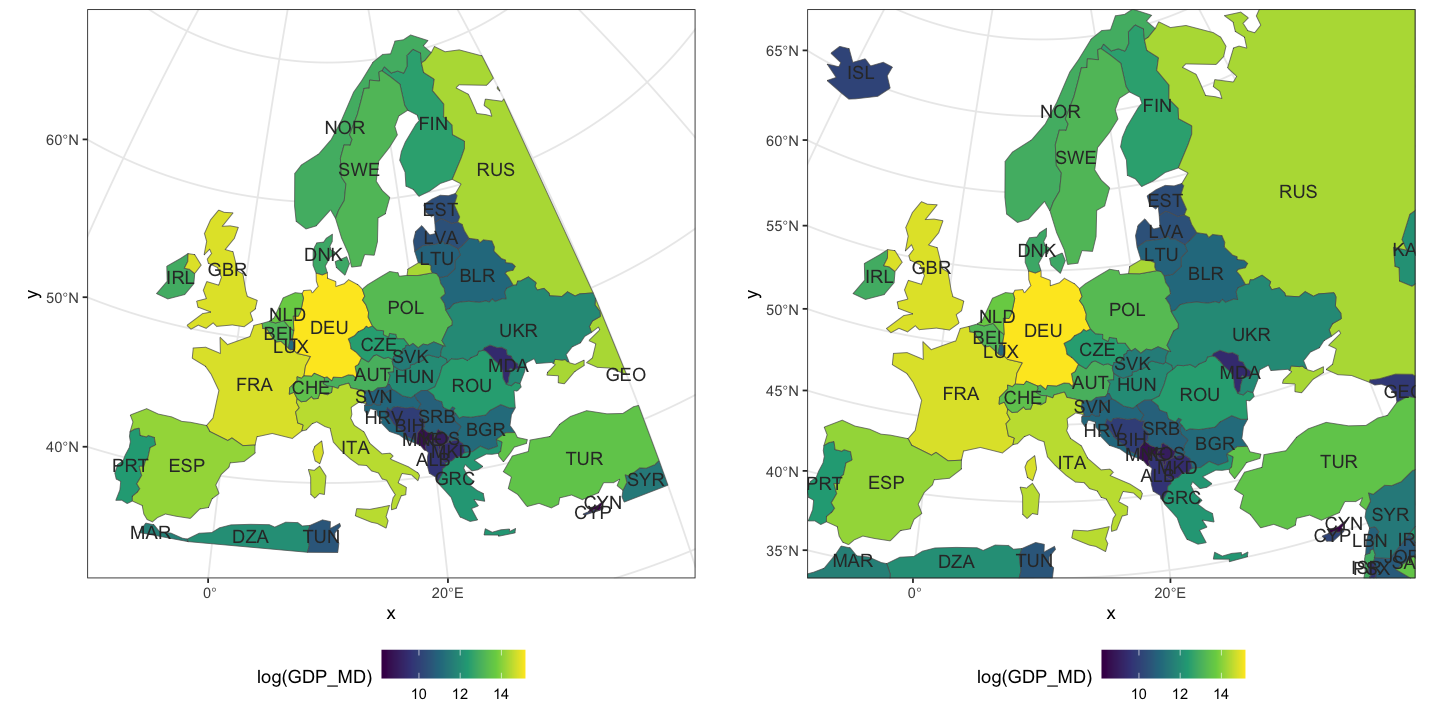 NOR
FIN
SWE
RUS
EST
LVA
LTU
DNK
BLR
IRL
GBR
NLD
DEU
POL
BEL
LUX
CZE
UKR
SVK
MDA
FRA
CHE
AUT
HUN
ROU
GEO
SVN
HRV
BIH
SRB
BGR
ITA
MKD
ALB
PRT
ESP
GRC
TUR
SYR
CYN
CYP
MAR
DZA
TUN
60°N
50°N
40°N
y
0°
20°E
x
log(GDP_MD)
10 12 14
65°N
60°N
55°N
50°N
45°N
40°N
35°N
y
ISL
NOR
FIN
SWE
RUS
EST
LVA
LTU
DNK
BLR
KA
IRL
GBR
NLD
DEU
POL
BEL
LUX
CZE
UKR
SVK
MDA
FRA
CHE
AUT
HUN
ROU
GEO
SVN
HRV
BIH
SRB
BGR
ITA
MKD
ALB
PRT
ESP
GRC
TUR
SYR
CYN
CYP
LBN
IR
JOR
SA
MAR
DZA
TUN
0°
20°E
x
log(GDP_MD)
10 12 14